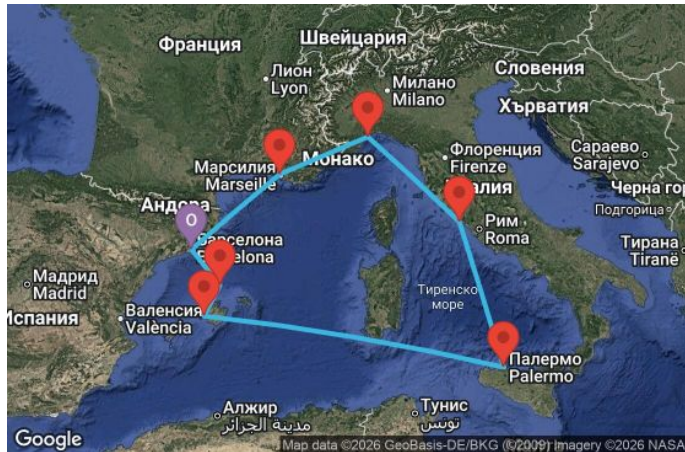 Франция
Швейцария
Лион
Lyon
Милано
Milano
Словения
Хърватия
Марсилия
Marseille
Монако
Флоренция
Firenze
Сараево
Sarajevo
Андора
O
Черна гор
Подгорица
Барселона
Рим
Roma
Тирана
Tiranë
Мадрид
Madrid
Валенсия
València
Тиренско
море
Палермо
Palermo
Алжир
مدينة الجزائر
Тунис
تونس
Google
Map data ©2026 GeoBasis-DE/BKG (©2009) Imagery ©2026 NASA